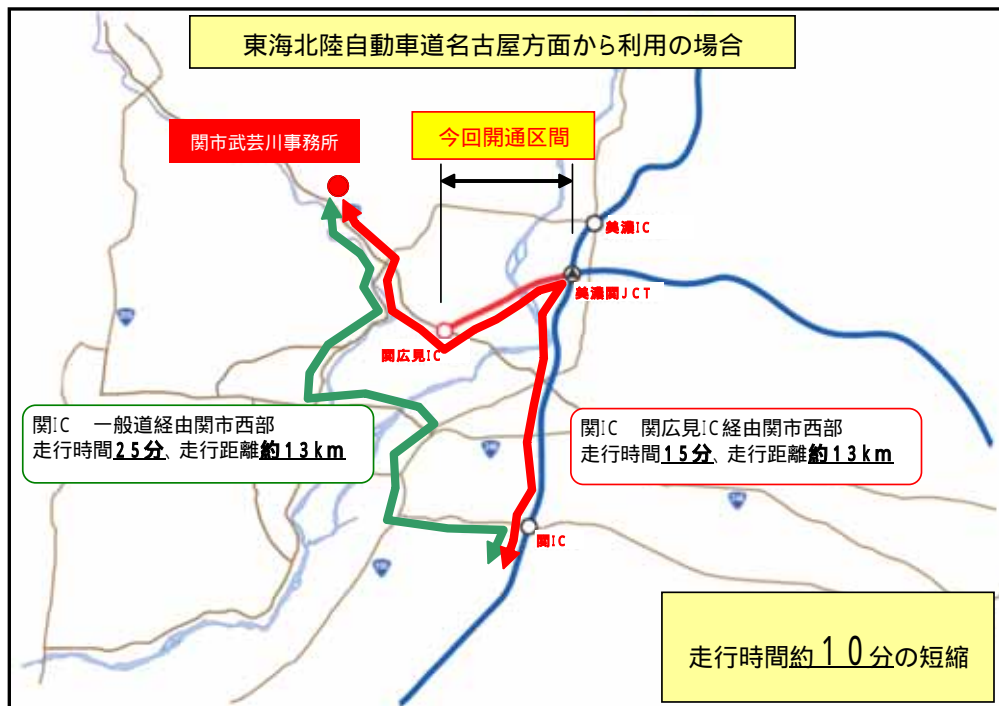 東海北陸自動車道名古屋方面から利用の場合
関市武芸川事務所
今回開通区間
美濃IC
美濃関JCT
関広見IC
関IC 一般道経由関市西部
走行時間25分、走行距離約13km
関IC 関広見IC経由関市西部
走行時間15分、走行距離約13km
関IC
走行時間約10分の短縮